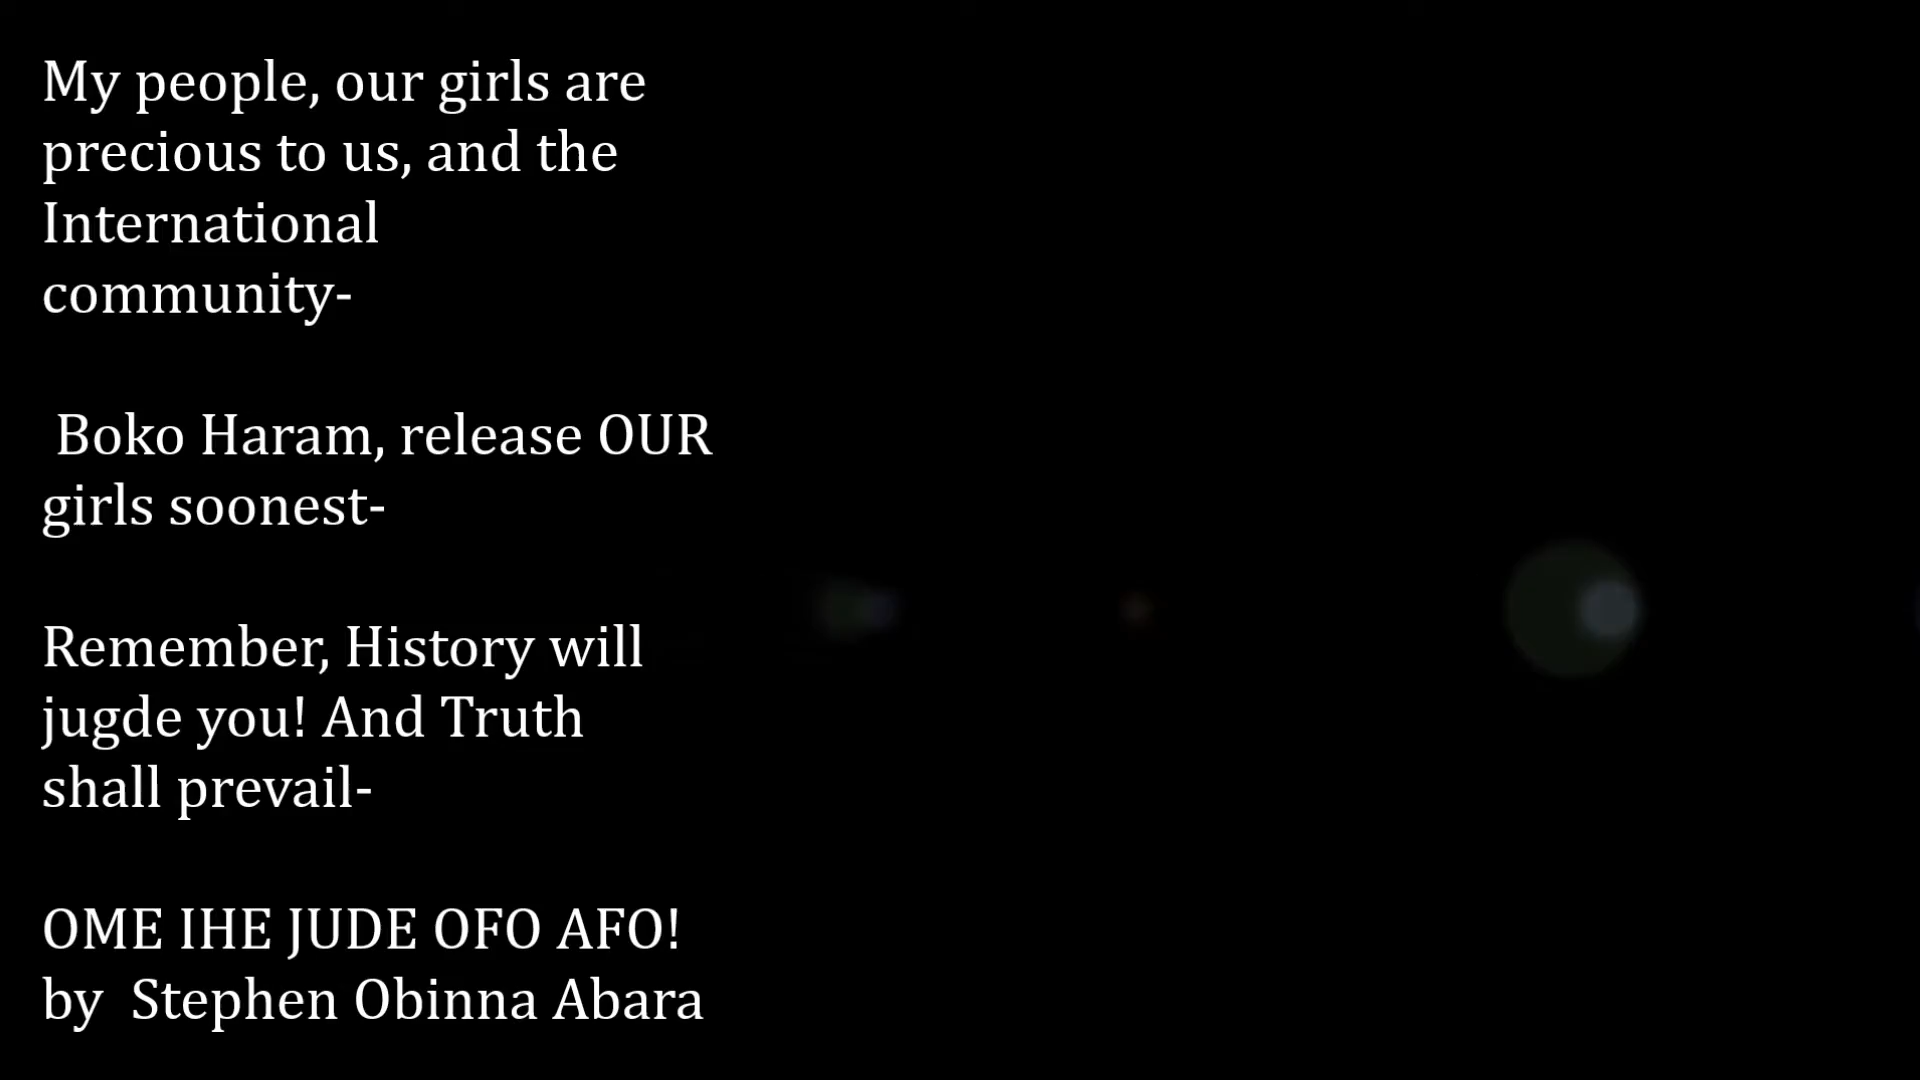 My people, our girls are
precious to us, and the
International
community-
Boko Haram, release OUR
girls soonest-
Remember, History will
jugde you! And Truth
shall prevail-
OME IHE JUDE OFO AFO!
by  Stephen Obinna Abara